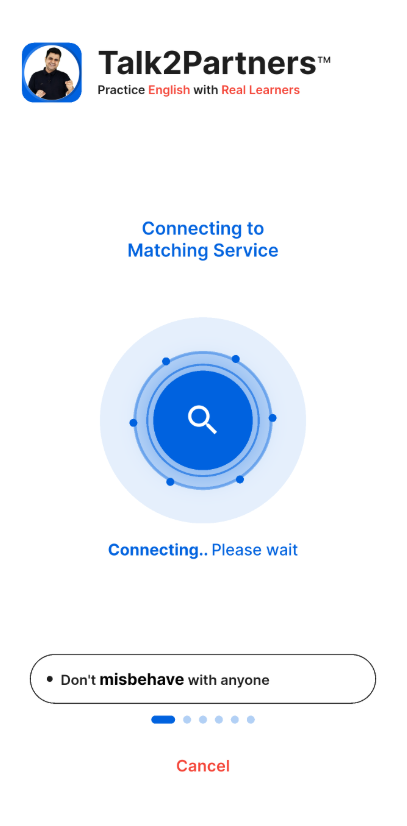 Talk2Partners™
Practice English with Real Learners
Connecting to
Matching Service
Connecting.. Please wait
• Don't misbehave with anyone
Cancel